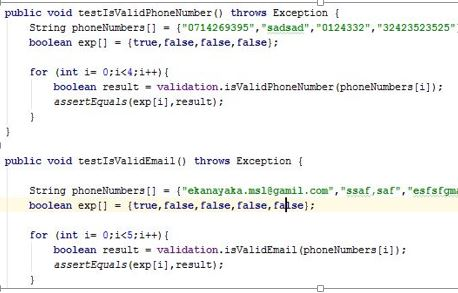 public void testIsValidPhoneNumber() throws Exception {
String phoneNumbers[] = {"0714269395","sadsad","0124332","32423523525"}
boolean exp[] = {true,false,false,false};
for (int i= 0;i<4;i++){
boolean result = validation.isValidPhoneNumber(phoneNumbers[i]);
assertEquals(exp[i],result);
}
}
public void testIsValidEmail() throws Exception {
String phoneNumbers[] = {"ekanayaka.msl@gamil.com","ssaf,saf","esfsfgma
boolean exp[] = {true,false,false,false,false};
for (int i= 0;i<5;i++){
boolean result = validation.isValidEmail(phoneNumbers[i]);
assertEquals(exp[i],result);
}